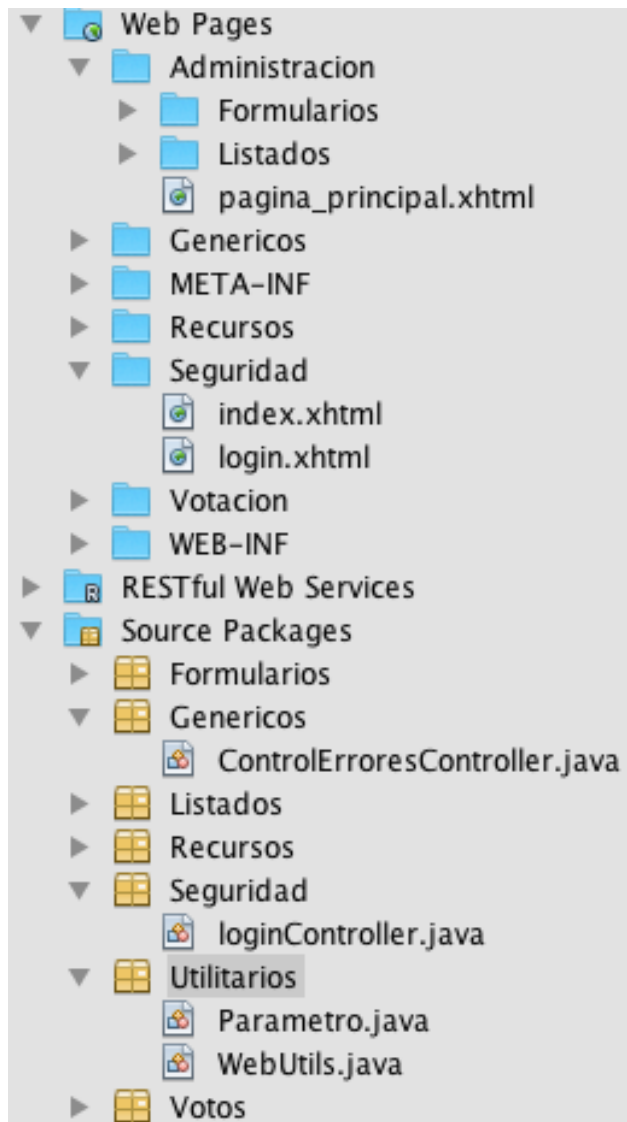 Web Pages
Administracion
Formularios
Listados
pagina_principal.xhtml
Genericos
META-INF
Recursos
Seguridad
index.xhtml
login.xhtml
Votacion
WEB-INF
RESTful Web Services
Source Packages
Formularios
Genericos
ControlErroresController.java
Listados
Recursos
Seguridad
loginController.java
Utilitarios
Parametro.java
WebUtils.java
Votos